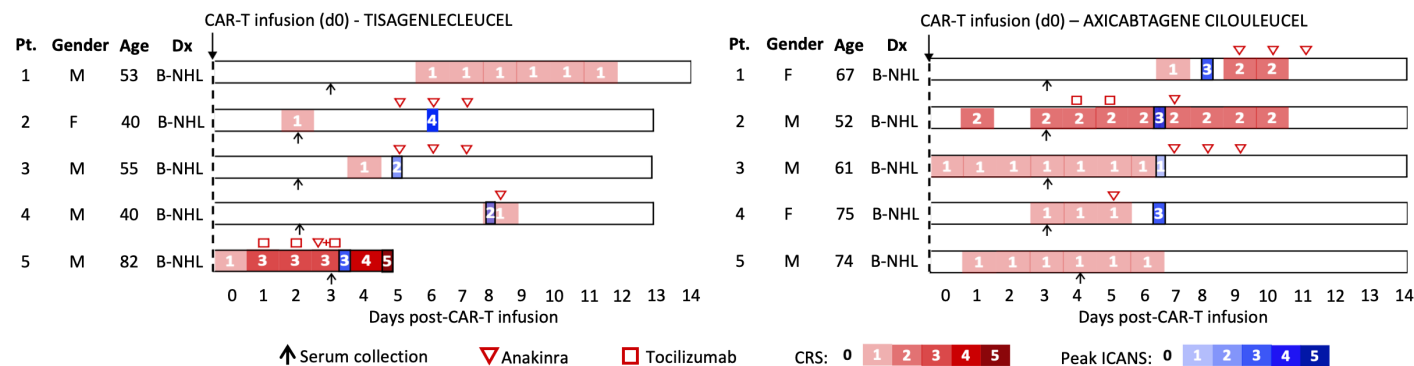 CAR-T infusion (d0) - TISAGENLECLEUCEL
Pt. Gender Age Dx
1 M 53 B-NHL 1 1 1 1 1 1
2 F 40 B-NHL 1 4
3 M 55 B-NHL 1 2
4 M 40 B-NHL 2 1
5 M 82 B-NHL 1 3 3 3 + 3 4 5
0 1 2 3 4 5 6 7 8 9 10 11 12 13 14
Days post-CAR-T infusion
CAR-T infusion (d0) – AXICABTAGENE CILOULEUCEL
Pt. Gender Age Dx
1 F 67 B-NHL 1 3 2 2
2 M 52 B-NHL 2 2 2 2 2 3 2 2 2 2
3 M 61 B-NHL 1 1 1 1 1 1 1 1
4 F 75 B-NHL 1 1 1 3
5 M 74 B-NHL 1 1 1 1 1 1
0 1 2 3 4 5 6 7 8 9 10 11 12 13 14
Days post-CAR-T infusion
Serum collection Anakinra Tocilizumab CRS: 0 1 2 3 4 5 Peak ICANS: 0 1 2 3 4 5